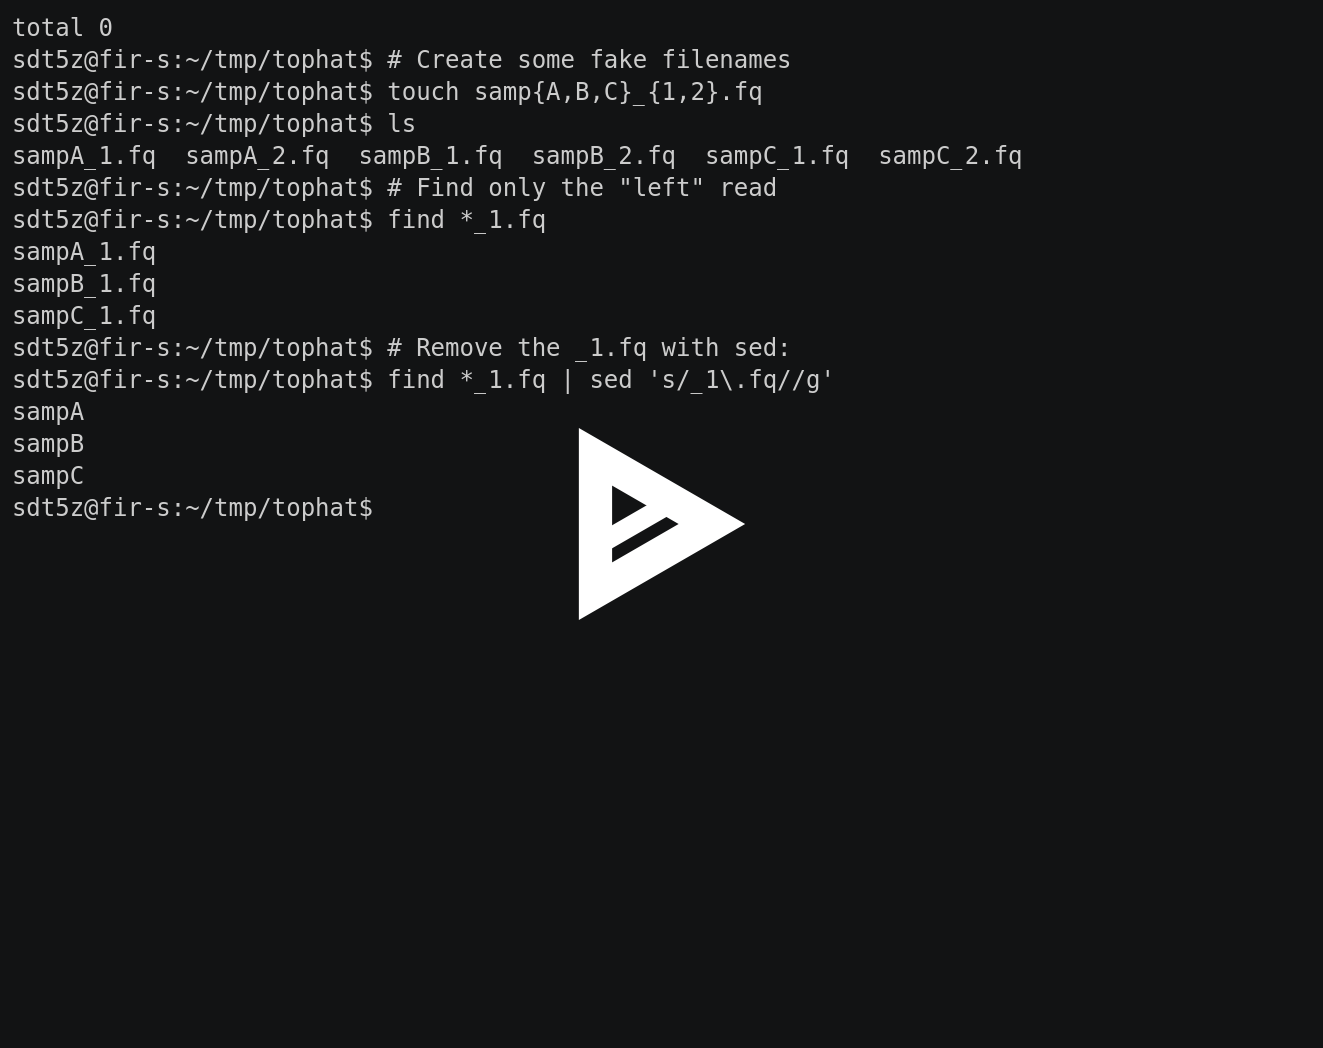 total 0
sdt5z@fir-s:~/tmp/tophat$ # Create some fake filenames
sdt5z@fir-s:~/tmp/tophat$ touch samp{A,B,C}_{1,2}.fq
sdt5z@fir-s:~/tmp/tophat$ ls
sampA_1.fq  sampA_2.fq  sampB_1.fq  sampB_2.fq  sampC_1.fq  sampC_2.fq
sdt5z@fir-s:~/tmp/tophat$ # Find only the "left" read
sdt5z@fir-s:~/tmp/tophat$ find *_1.fq
sampA_1.fq
sampB_1.fq
sampC_1.fq
sdt5z@fir-s:~/tmp/tophat$ # Remove the _1.fq with sed:
sdt5z@fir-s:~/tmp/tophat$ find *_1.fq | sed 's/_1\.fq//g'
sampA
sampB
sampC
sdt5z@fir-s:~/tmp/tophat$